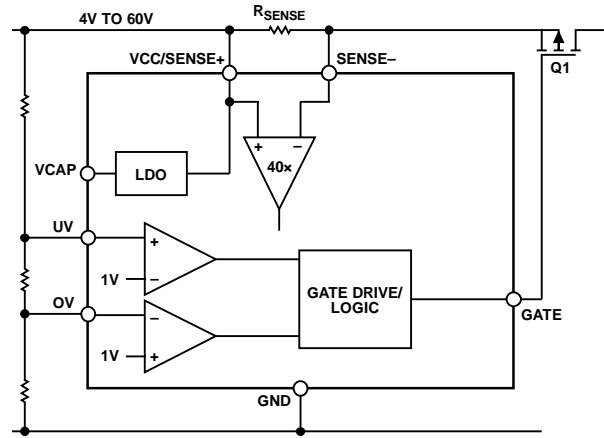 4V TO 60V
RSENSE
VCC/SENSE+
SENSE–
Q1
+
–
40×
VCAP
LDO
UV
+
1V
–
GATE DRIVE/
LOGIC
OV
–
1V
+
GATE
GND